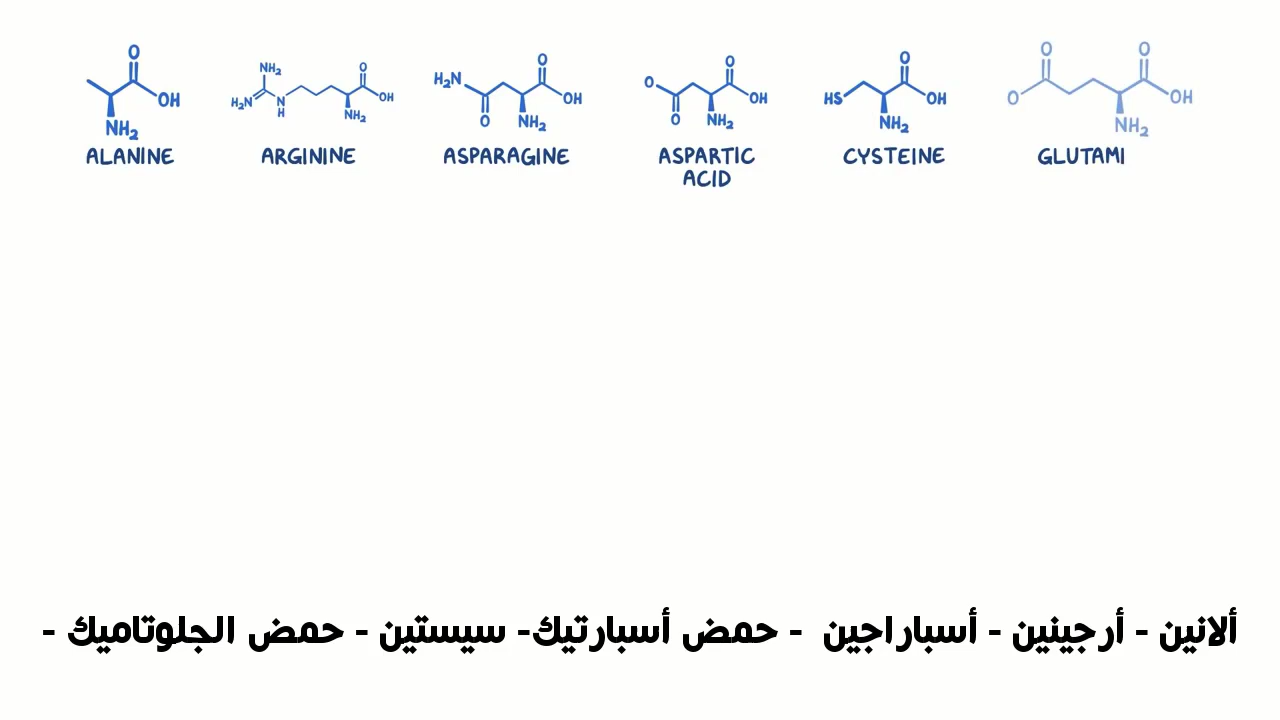 O O O O O O O
NH₂ H₂N O HS O
OH H₂N N OH OH OH OH OH
H
NH₂ NH₂ O NH₂ O NH₂ NH₂ NH₂
ALANINE ARGININE ASPARAGINE ASPARTIC CYSTEINE GLUTAMI
ACID
ألانين - أرجينين - أسباراجين - حمض أسبارتيك- سيستين - حمض الجلوتاميك -